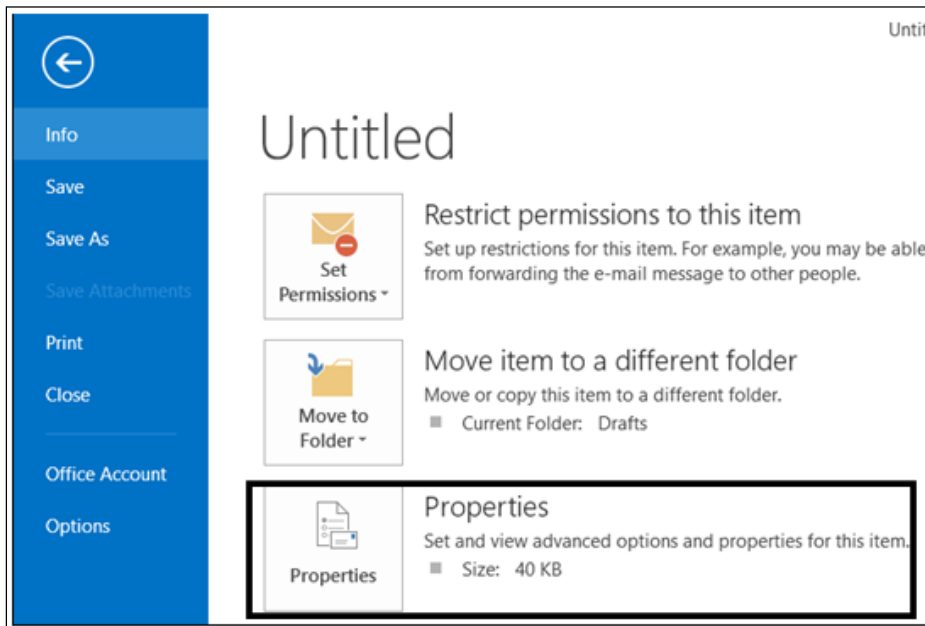 Untit
Info
Save
Save As
Save Attachments
Print
Close
Office Account
Options
Untitled
Set
Permissions
Restrict permissions to this item
Set up restrictions for this item. For example, you may be able
from forwarding the e-mail message to other people.
Move to
Folder
Move item to a different folder
Move or copy this item to a different folder.
Current Folder: Drafts
Properties
Properties
Set and view advanced options and properties for this item.
Size: 40 KB